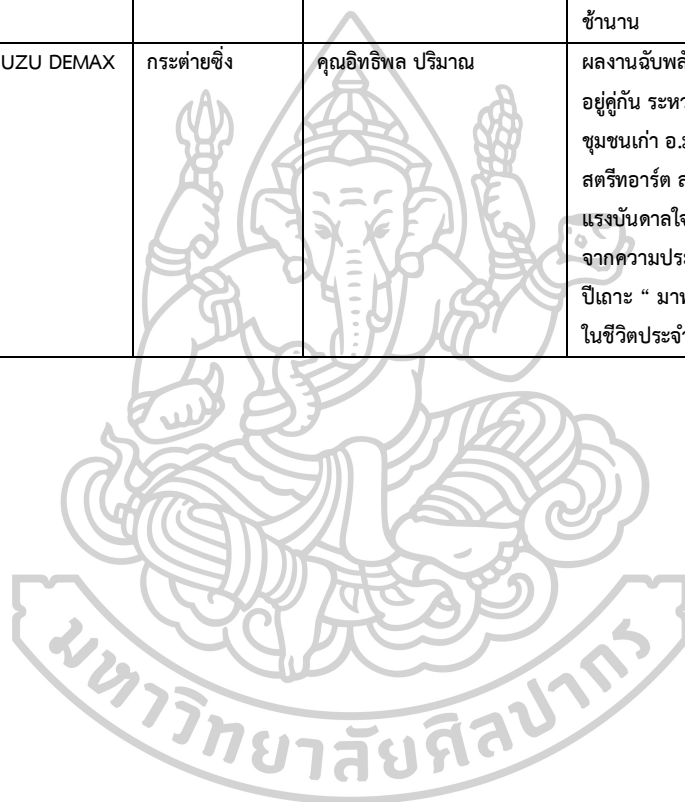 ช้านาน
UZU DEMAX
กระต่ายซิ่ง
คุณอิทธิพล ปริมาณ
ผลงานฉับพลั
อยู่คู่กัน ระหว
ชุมชนเก่า อ.ม
สตรีทอาร์ต ส
แรงบันดาลใจ
จากความประ
ปีเถาะ “ มาท
ในชีวิตประจำ
มหาวิทยาลัยศิลปากร